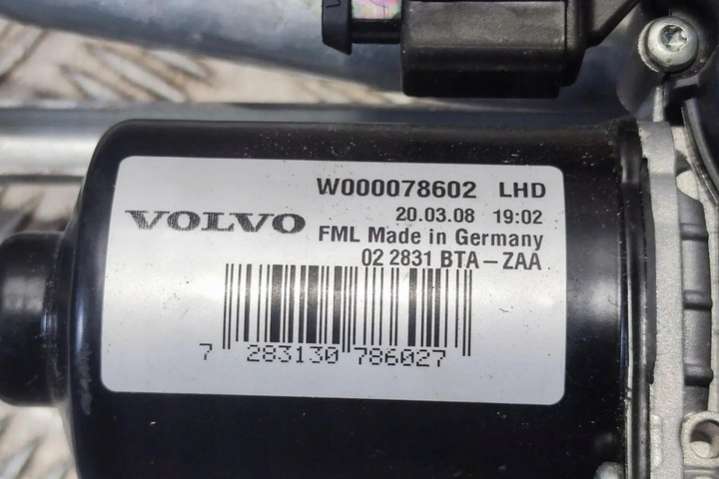 W000078602 LHD
VOLVO
20.03.08 19:02
FML Made in Germany
02 2831 BTA-ZAA
7 283130 786027